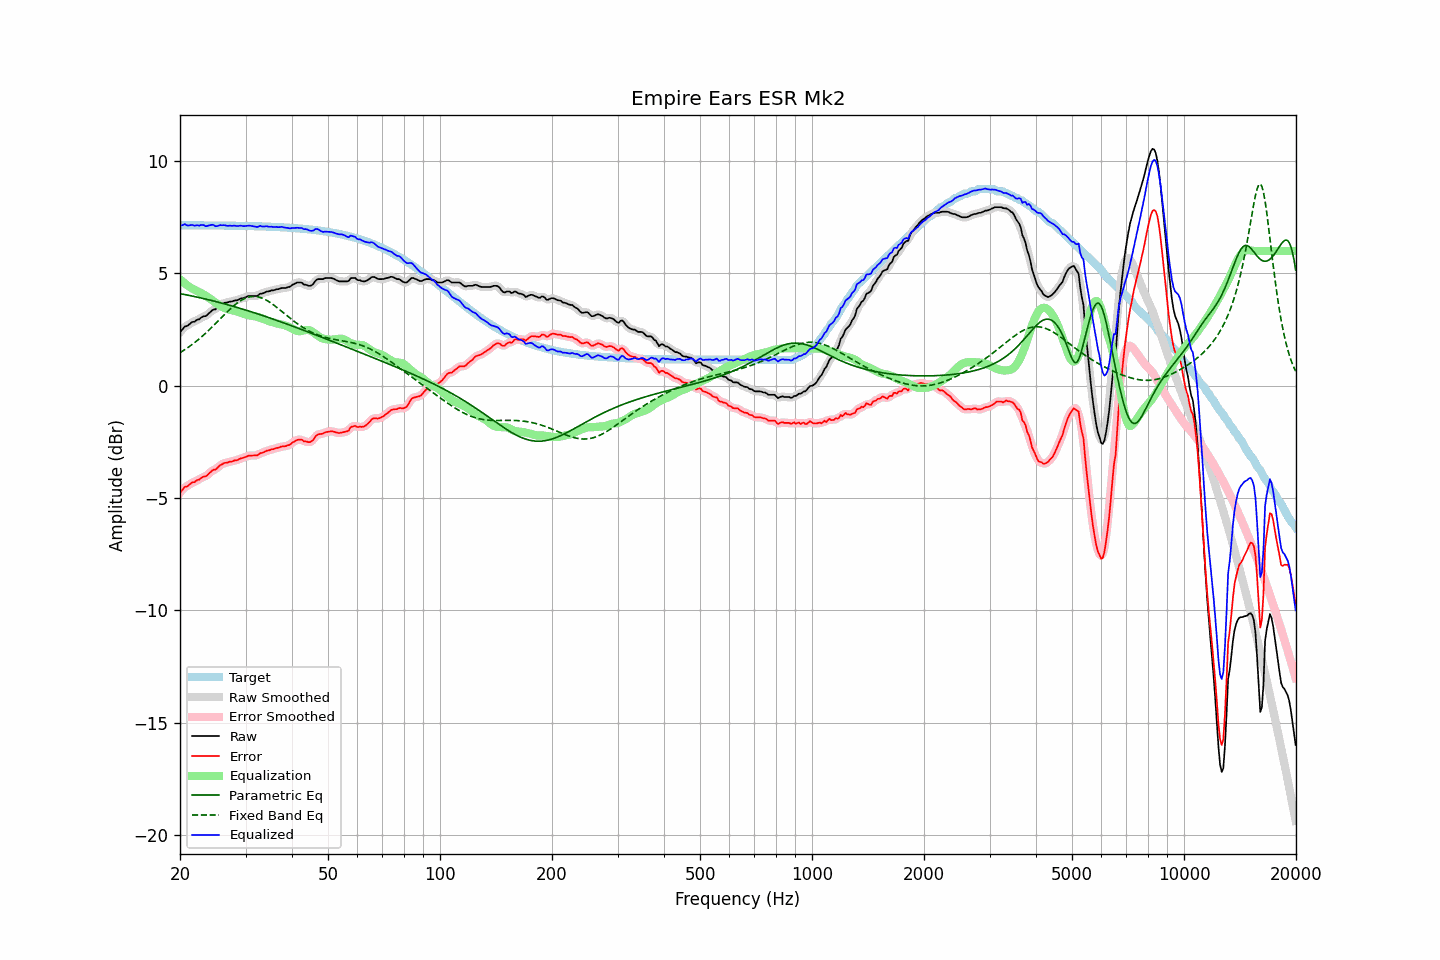 Empire Ears ESR Mk2
Amplitude (dBr)
10
5
0
−5
−10
−15
−20
Target
Raw Smoothed
Error Smoothed
Raw
Error
Equalization
Parametric Eq
Fixed Band Eq
Equalized
20 50 100 200 500 1000 2000 5000 10000 20000
Frequency (Hz)